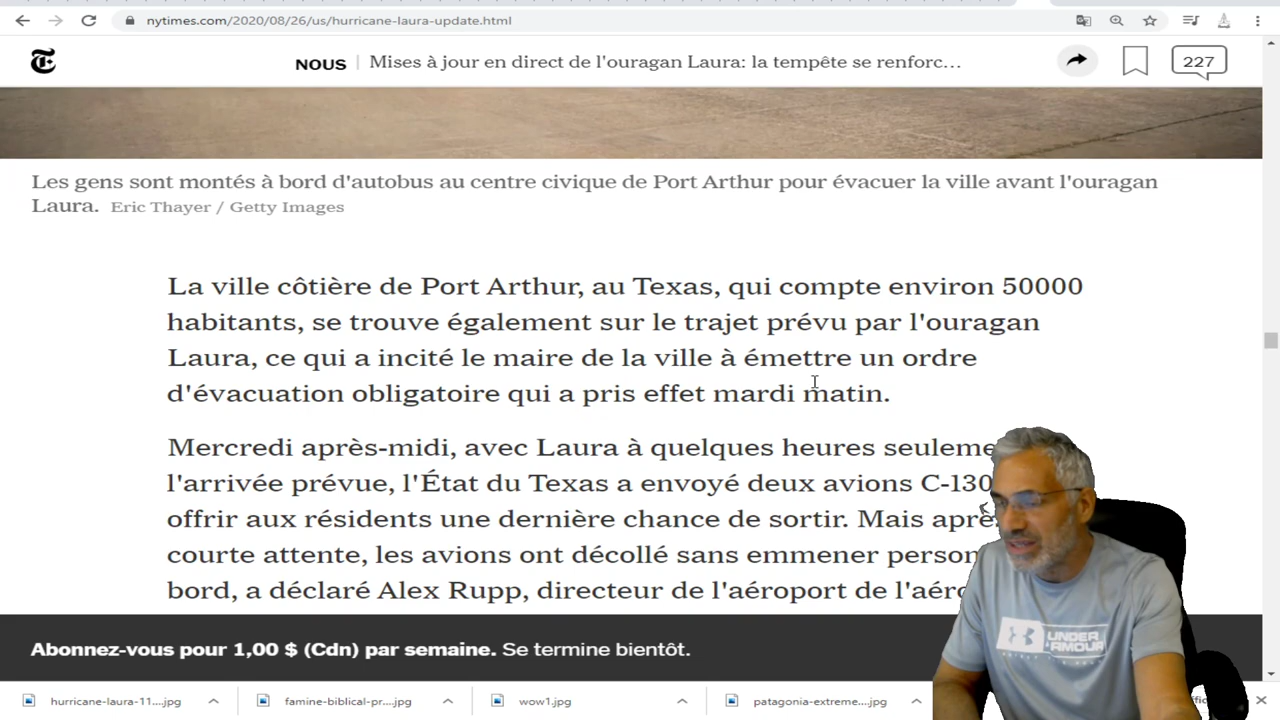 nytimes.com/2020/08/26/us/hurricane-laura-update.html
NOUS | Mises à jour en direct de l'ouragan Laura: la tempête se renforc…
227
Les gens sont montés à bord d'autobus au centre civique de Port Arthur pour évacuer la ville avant l'ouragan
Laura. Eric Thayer / Getty Images
La ville côtière de Port Arthur, au Texas, qui compte environ 50000
habitants, se trouve également sur le trajet prévu par l'ouragan
Laura, ce qui a incité le maire de la ville à émettre un ordre
d'évacuation obligatoire qui a pris effet mardi matin.
Mercredi après-midi, avec Laura à quelques heures
l'arrivée prévue, l'État du Texas a envoyé deux avions C-130
offrir aux résidents une dernière chance de sortir. Mais
courte attente, les avions ont décollé sans emmener
bord, a déclaré Alex Rupp, directeur de l'aéroport de
Abonnez-vous pour 1,00 $ (Cdn) par semaine. Se termine bientôt.
hurricane-laura-11....jpg
famine-biblical-pr....jpg
wow1.jpg
patagonia-extreme....jpg
UNDER
ARMOUR